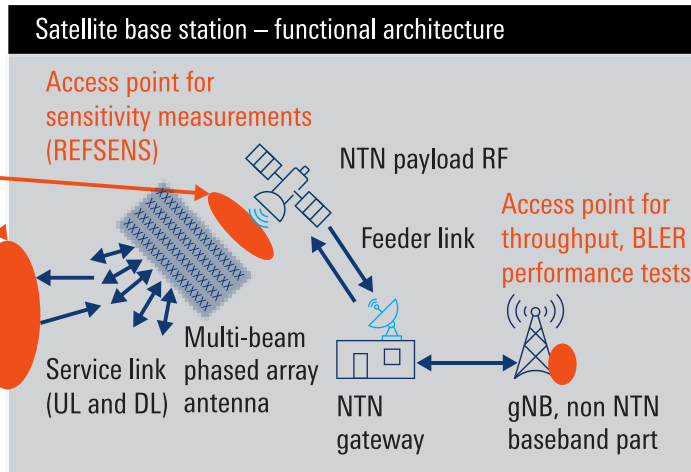 Satellite base station – functional architecture
Access point for
sensitivity measurements
(REFSENS)
NTN payload RF
Feeder link
Access point for
throughput, BLER
performance tests
Service link
(UL and DL)
Multi-beam
phased array
antenna
NTN
gateway
gNB, non NTN
baseband part